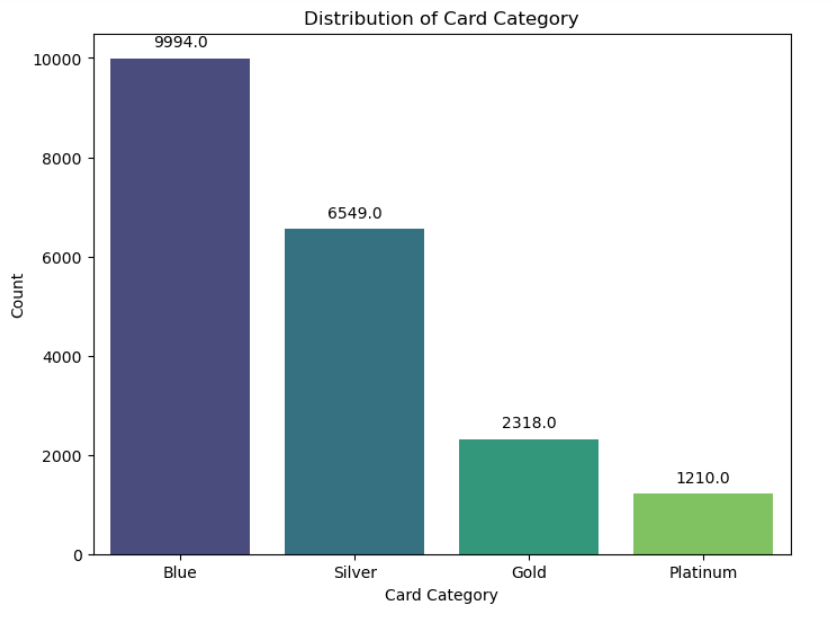 Distribution of Card Category
9994.0
10000
8000
6549.0
6000
Count
4000
2318.0
2000
1210.0
0
Blue Silver Gold Platinum
Card Category